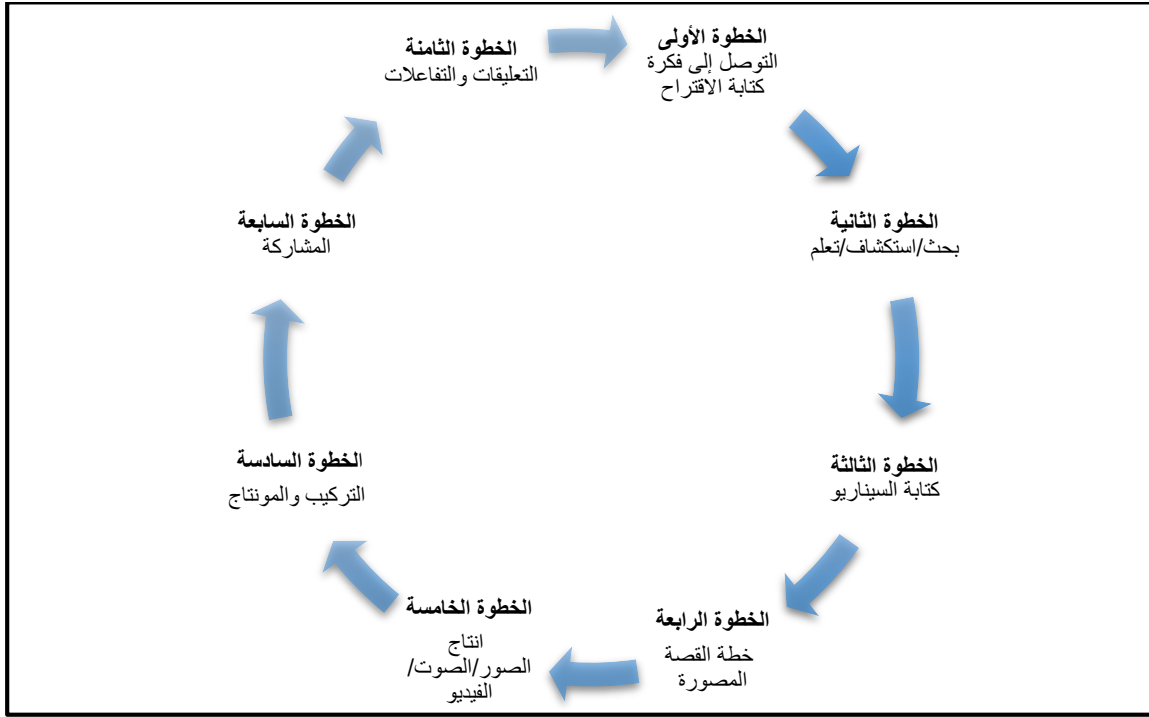 الخطوة الأولى
التوصل إلى فكرة
كتابة الاقتراح
الخطوة الثانية
بحث/استكشاف/تعلم
الخطوة الثالثة
كتابة السيناريو
الخطوة الرابعة
خطة القصة
المصورة
الخطوة الخامسة
انتاج
الصور/الصوت/
الفيديو
الخطوة السادسة
التركيب والمونتاج
الخطوة السابعة
المشاركة
الخطوة الثامنة
التعليقات والتفاعلات